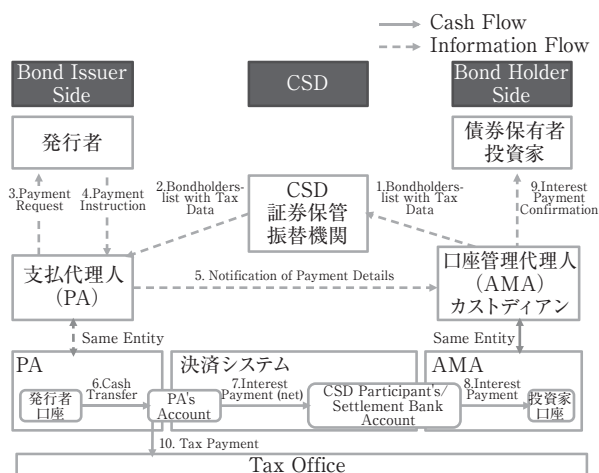 Cash Flow
Information Flow
Bond Issuer
Side
CSD
Bond Holder
Side
発行者
債券保有者
投資家
3.Payment
Request
4.Payment
Instruction
2.Bondholders-
list with Tax
Data
CSD
証券保管
振替機関
1.Bondholders-
list with Tax
Data
9.Interest
Payment
Confirmation
支払代理人
(PA)
5. Notification of Payment Details
口座管理代理人
(AMA)
カストディアン
Same Entity
Same Entity
PA
決済システム
AMA
発行者
口座
6.Cash
Transfer
PA's
Account
7.Interest
Payment (net)
CSD Participant's/
Settlement Bank
Account
8.Interest
Payment
投資家
口座
10. Tax Payment
Tax Office